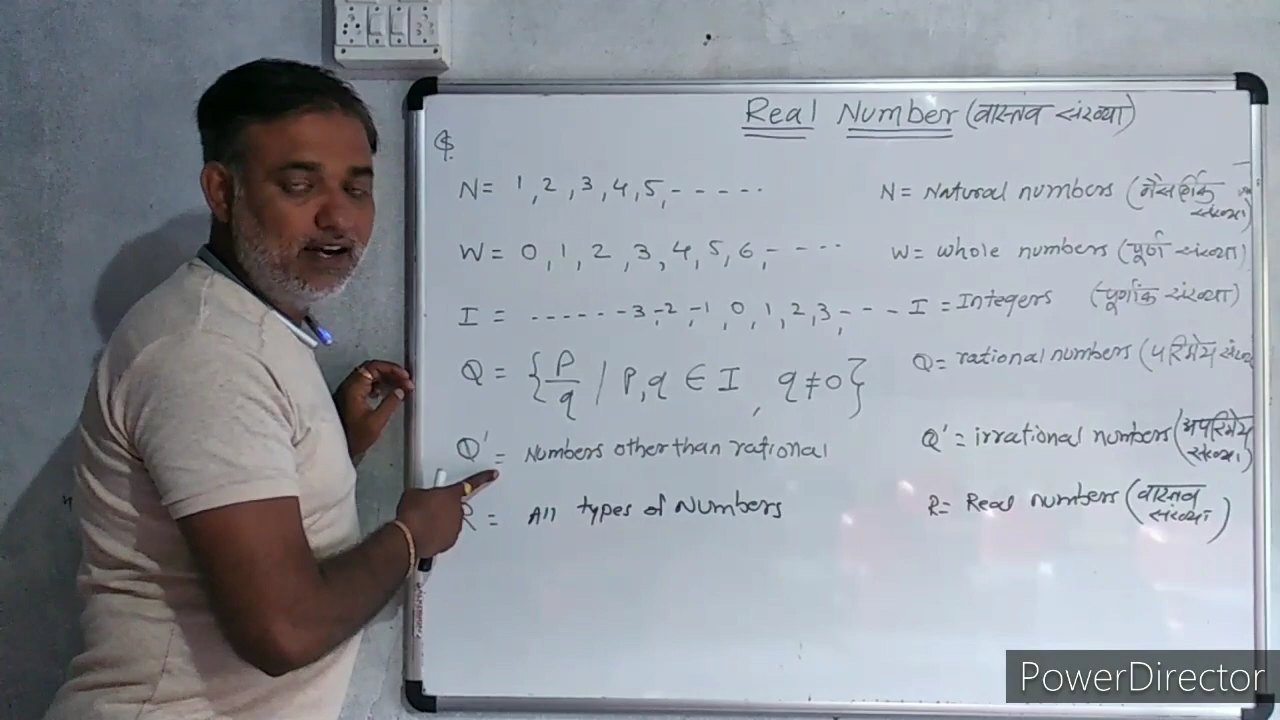 Real Number (वास्तव संख्या)
Q.
N = 1, 2, 3, 4, 5, - - - - - . N = Natural numbers (नैसर्गिक संख्या)
W = 0, 1, 2, 3, 4, 5, 6, - - - - W = whole numbers (पूर्ण संख्या)
I = ...... -3, -2, -1, 0, 1, 2, 3, - - - I = Integers (पूर्णांक संख्या)
Q = {p/q / p, q ∈ I, q ≠ 0} Q = rational numbers (परिमेय संख्या
Q' = Numbers other than rational Q' = irrational numbers (अपरिमेय संख्या)
R = All types of Numbers R = Real numbers (वास्तव संख्या)
PowerDirector